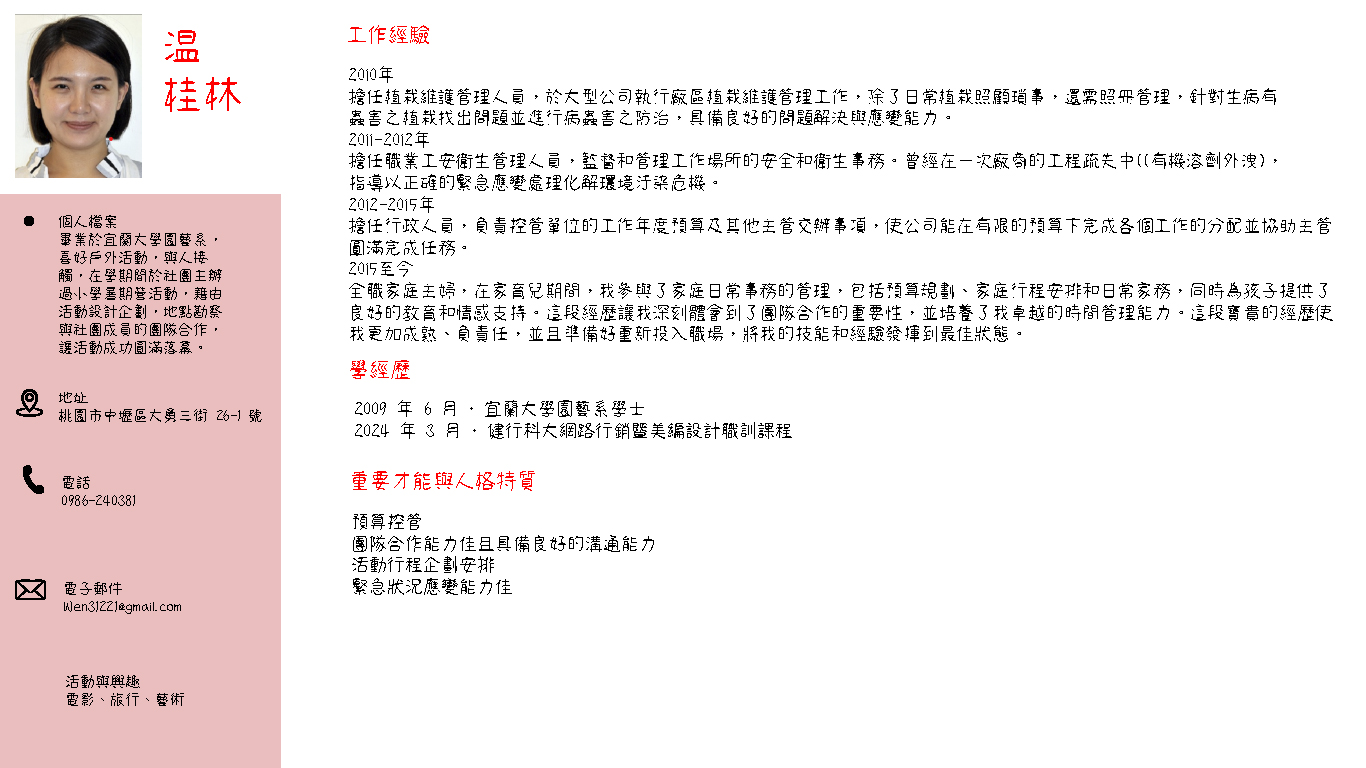 温
桂林
個人檔案
畢業於宜蘭大學園藝系，
喜好戶外活動，與人接
觸，在學期間於社團主辦
過小學暑期營活動，藉由
活動設計企劃，地點勘察
與社團成員的團隊合作，
讓活動成功圓滿落幕。
地址
桃園市中壢區大勇三街 26-1 號
電話
0986-240381
電子郵件
Wen31221@gmail.com
活動與興趣
電影、旅行、藝術
工作經驗
2010年
擔任植栽維護管理人員，於大型公司執行廠區植栽維護管理工作，除了日常植栽照顧瑣事，還需照冊管理，針對生病有
蟲害之植栽找出問題並進行病蟲害之防治，具備良好的問題解決與應變能力。
2011-2012年
擔任職業工安衛生管理人員，監督和管理工作場所的安全和衛生事務。曾經在一次廠商的工程疏失中((有機溶劑外洩)，
指導以正確的緊急應變處理化解環境汙染危機。
2012-2015年
擔任行政人員，負責控管單位的工作年度預算及其他主管交辦事項，使公司能在有限的預算下完成各個工作的分配並協助主管
圓滿完成任務。
2015至今
全職家庭主婦，在家育兒期間，我參與了家庭日常事務的管理，包括預算規劃、家庭行程安排和日常家務，同時為孩子提供了
良好的教育和情感支持。這段經歷讓我深刻體會到了團隊合作的重要性，並培養了我卓越的時間管理能力。這段寶貴的經歷使
我更加成熟、負責任，並且準備好重新投入職場，將我的技能和經驗發揮到最佳狀態。
學經歷
2009 年 6 月 · 宜蘭大學園藝系學士
2024 年 3 月 · 健行科大網路行銷暨美編設計職訓課程
重要才能與人格特質
預算控管
團隊合作能力佳且具備良好的溝通能力
活動行程企劃安排
緊急狀況應變能力佳